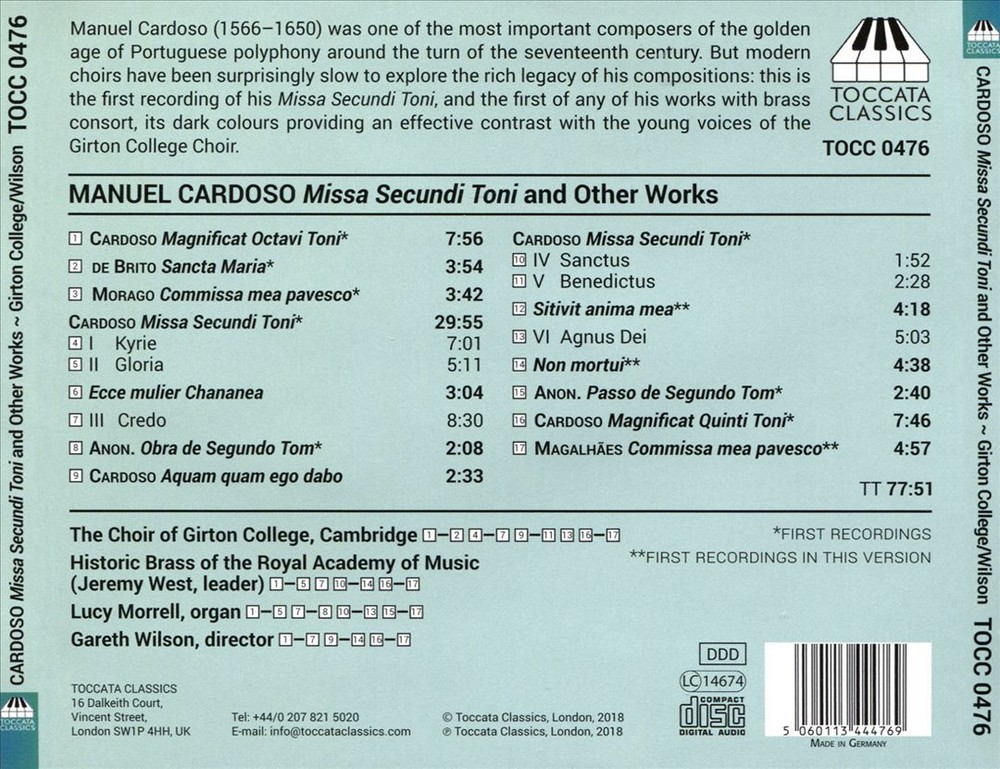 Manuel Cardoso (1566–1650) was one of the most important composers of the golden
age of Portuguese polyphony around the turn of the seventeenth century. But modern
choirs have been surprisingly slow to explore the rich legacy of his compositions: this is
the first recording of his Missa Secundi Toni, and the first of any of his works with brass
consort, its dark colours providing an effective contrast with the young voices of the
Girton College Choir.
TOCCATA
CLASSICS
TOCC 0476
MANUEL CARDOSO Missa Secundi Toni and Other Works
1 CARDOSO Magnificat Octavi Toni* 7:56
2 DE BRITO Sancta Maria* 3:54
3 MORAGO Commissa mea pavesco* 3:42
CARDOSO Missa Secundi Toni* 29:55
4 I Kyrie 7:01
5 II Gloria 5:11
6 Ecce mulier Chananea 3:04
7 III Credo 8:30
8 ANON. Obra de Segundo Tom* 2:08
9 CARDOSO Aquam quam ego dabo 2:33
CARDOSO Missa Secundi Toni*
10 IV Sanctus 1:52
11 V Benedictus 2:28
12 Sitivit anima mea** 4:18
13 VI Agnus Dei 5:03
14 Non mortui** 4:38
15 ANON. Passo de Segundo Tom* 2:40
16 CARDOSO Magnificat Quinti Toni* 7:46
17 MAGALHÃES Commissa mea pavesco** 4:57
TT 77:51
The Choir of Girton College, Cambridge 1–2 4–7 9–11 13 16–17
Historic Brass of the Royal Academy of Music
(Jeremy West, leader) 1–5 7 10–14 16–17
Lucy Morrell, organ 1–5 7–8 10–13 15–17
Gareth Wilson, director 1–7 9–14 16–17
*FIRST RECORDINGS
**FIRST RECORDINGS IN THIS VERSION
TOCCATA CLASSICS
16 Dalkeith Court,
Vincent Street,
London SW1P 4HH, UK
Tel: +44/0 207 821 5020
E-mail: info@toccataclassics.com
© Toccata Classics, London, 2018
℗ Toccata Classics, London, 2018
DDD
LC 14674
COMPACT
disc
DIGITAL AUDIO
5 060113 444769
MADE IN GERMANY
CARDOSO Missa Secundi Toni and Other Works ~ Girton College/Wilson TOCC 0476
TOCCATA
CLASSICS
TOCCATA
CLASSICS
CARDOSO Missa Secundi Toni and Other Works ~ Girton College/Wilson TOCC 0476